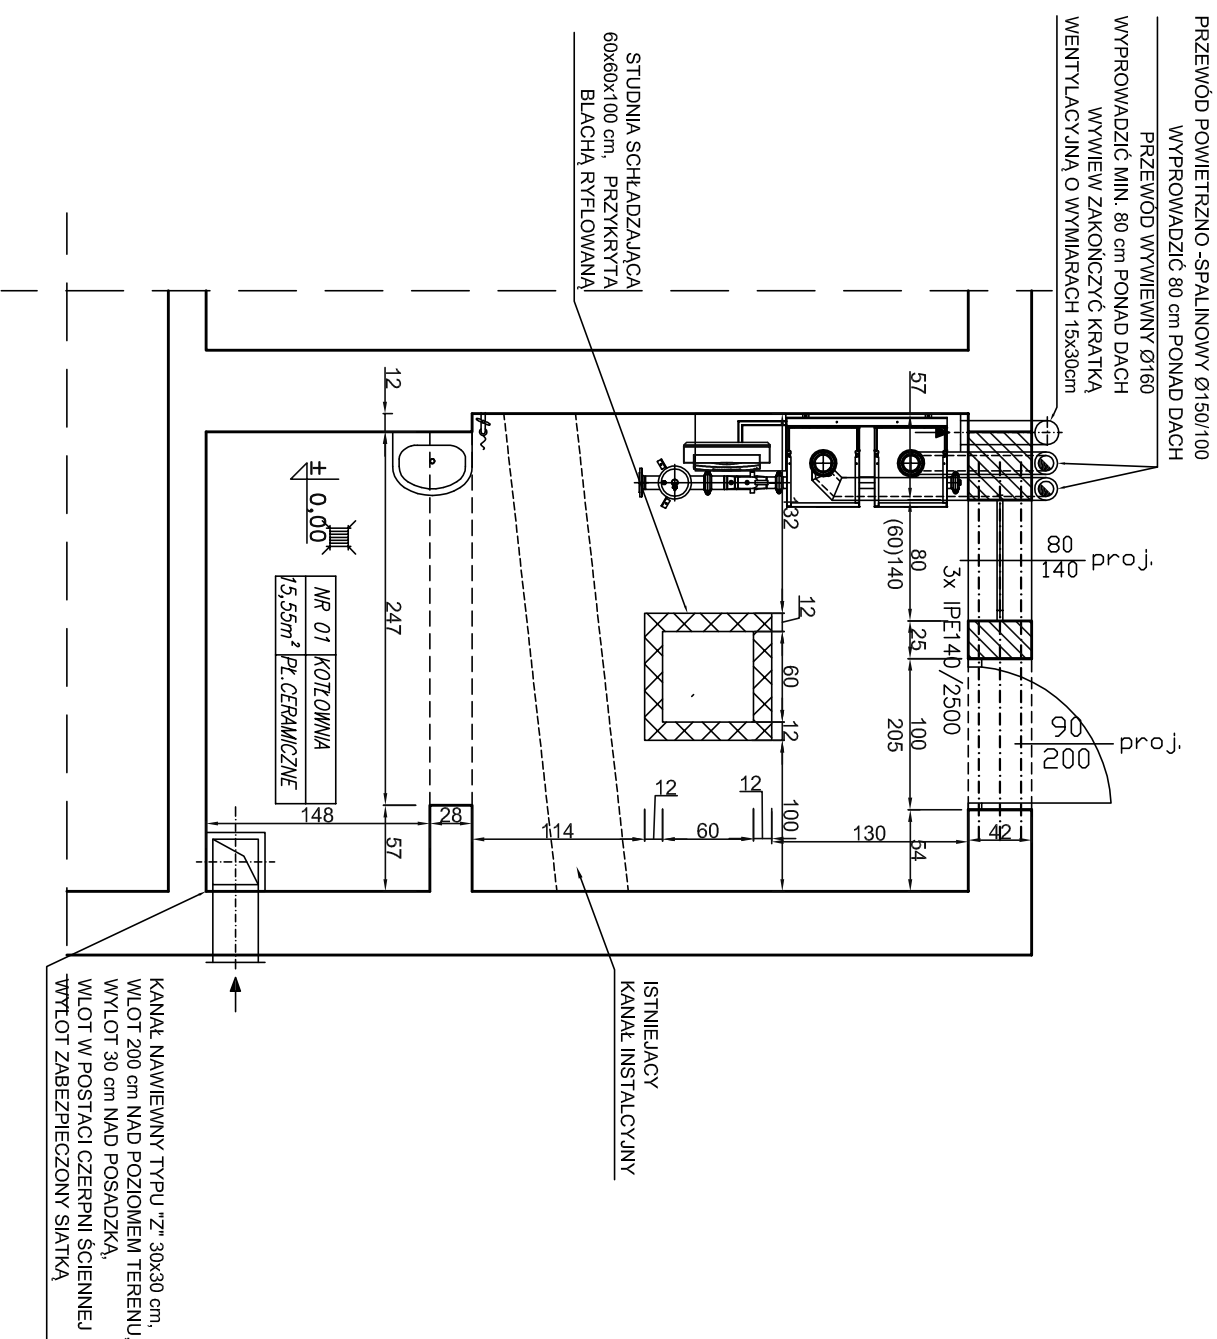 PRZEWÓD POWIETRZNO -SPALINOWY Ø150/100
WYPROWADZIĆ 80 cm PONAD DACH
PRZEWÓD WYWIEWNY Ø160
WYPROWADZIĆ MIN. 80 cm PONAD DACH
WYWIEW ZAKOŃCZYĆ KRATKĄ
WENTYLACYJNĄ O WYMIARACH 15x30cm
STUDNIA SCHŁADZAJĄCA
60x60x100 cm, PRZYKRYTA
BLACHĄ RYFLOWANĄ
80
140
proj.
90
200
proj.
3x IPE140/2500
57
80
(60)140
25
100
205
54
42
32
12
60
12
100
130
12
60
12
114
28
148
12
247
57
± 0,00
NR 01 KOTŁOWNIA
15,55m² PŁ.CERAMICZNE
ISTNIEJACY
KANAŁ INSTALCYJNY
KANAŁ NAWIEWNY TYPU "Z" 30x30 cm,
WLOT 200 cm NAD POZIOMEM TERENU,
WYLOT 30 cm NAD POSADZKĄ,
WLOT W POSTACI CZERPNI ŚCIENNEJ
WYLOT ZABEZPIECZONY SIATKĄ